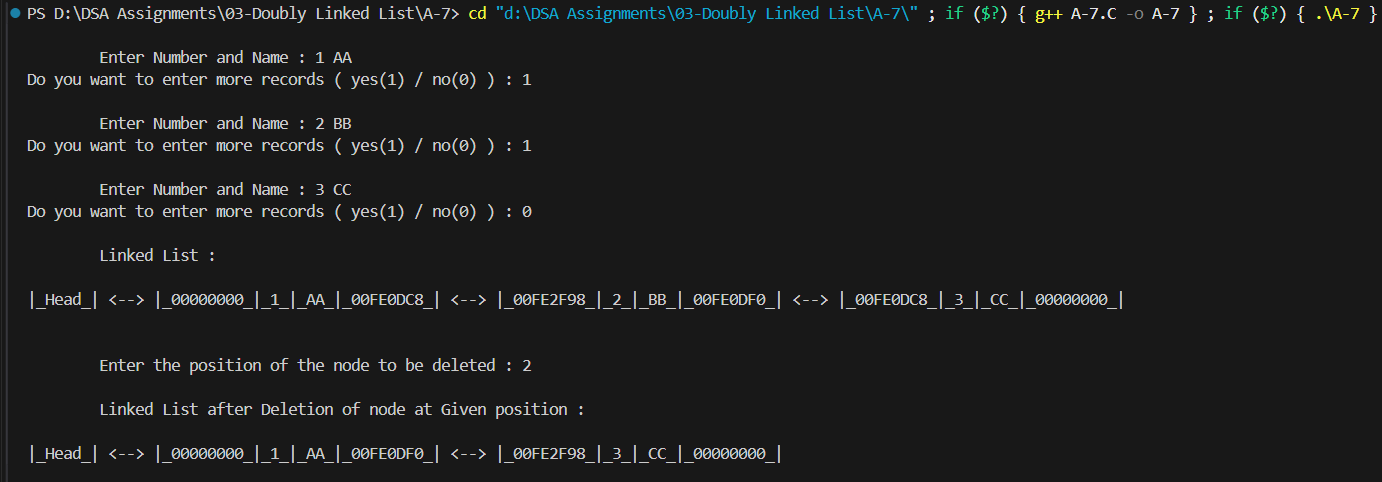 PS D:\DSA Assignments\03-Doubly Linked List\A-7> cd "d:\DSA Assignments\03-Doubly Linked List\A-7\" ; if ($?) { g++ A-7.C -o A-7 } ; if ($?) { .\A-7 }
Enter Number and Name : 1 AA
Do you want to enter more records ( yes(1) / no(0) ) : 1
Enter Number and Name : 2 BB
Do you want to enter more records ( yes(1) / no(0) ) : 1
Enter Number and Name : 3 CC
Do you want to enter more records ( yes(1) / no(0) ) : 0
Linked List :
|_Head_| <--> |_00000000_|_1_|_AA_|_00FE0DC8_| <--> |_00FE2F98_|_2_|_BB_|_00FE0DF0_| <--> |_00FE0DC8_|_3_|_CC_|_00000000_|
Enter the position of the node to be deleted : 2
Linked List after Deletion of node at Given position :
|_Head_| <--> |_00000000_|_1_|_AA_|_00FE0DF0_| <--> |_00FE2F98_|_3_|_CC_|_00000000_|